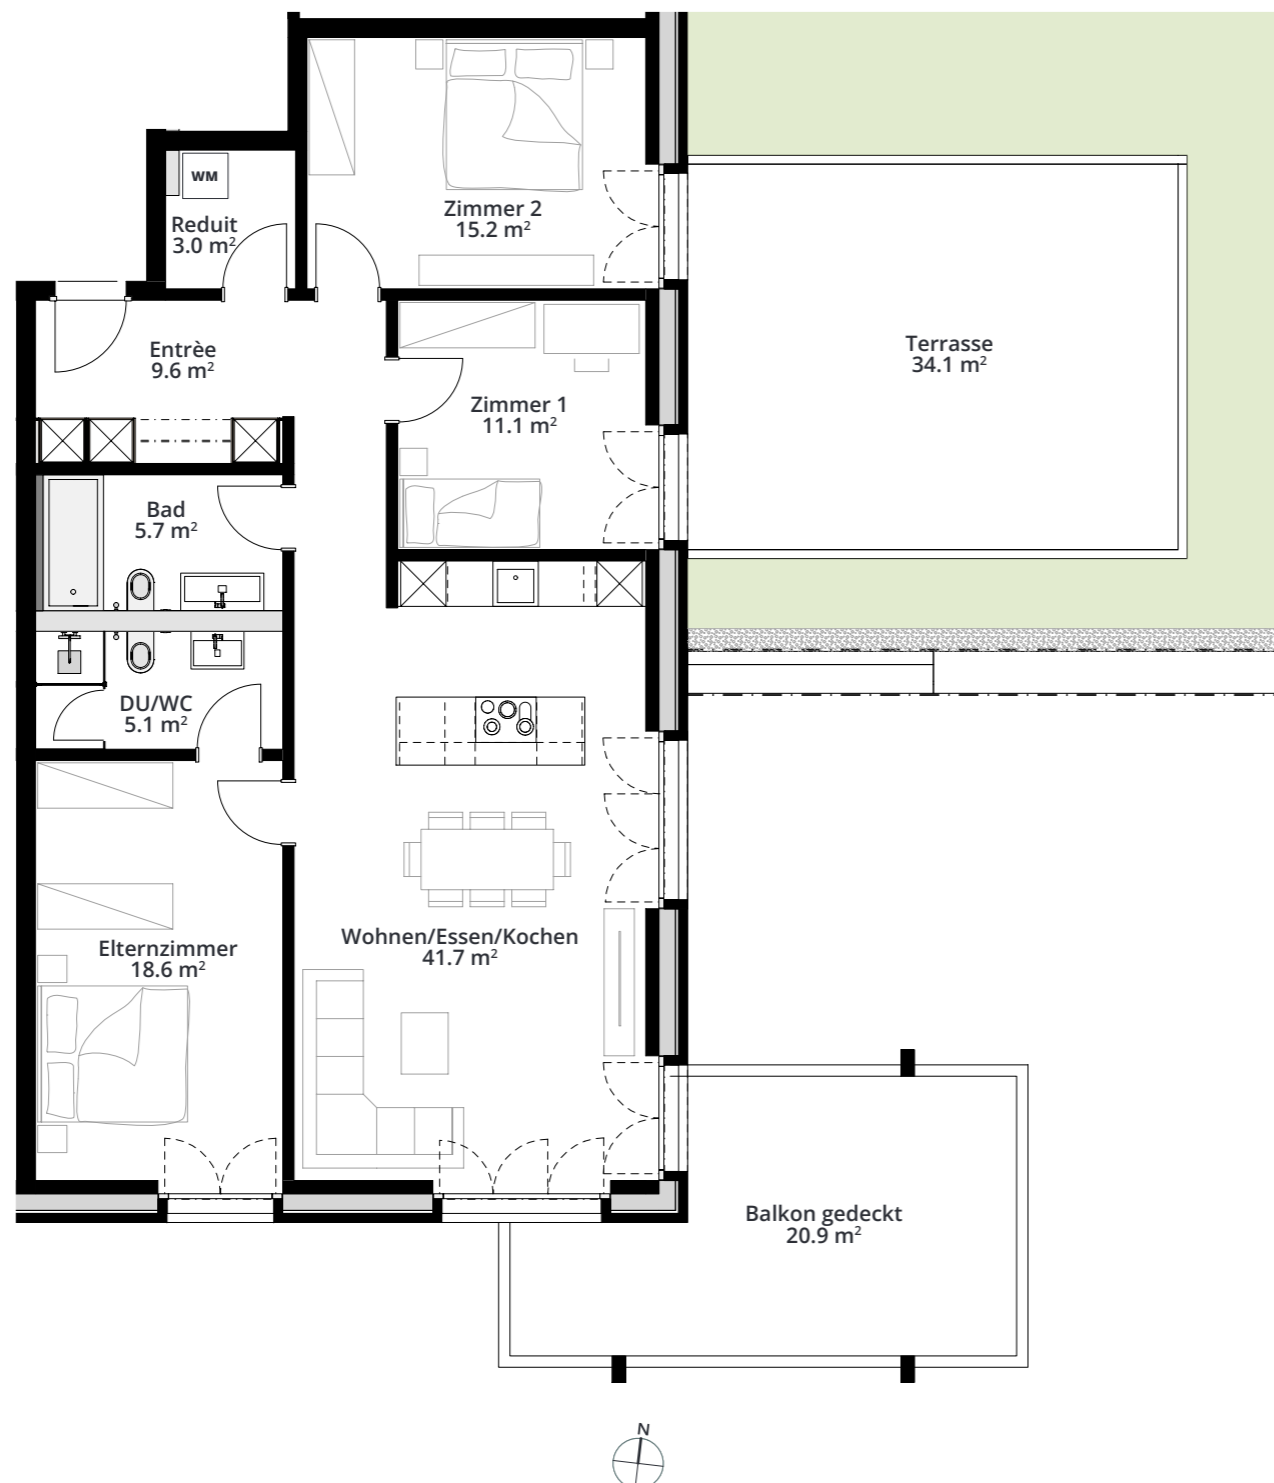 WM
Reduit
3.0 m²
Zimmer 2
15.2 m²
Entrèe
9.6 m²
Zimmer 1
11.1 m²
Terrasse
34.1 m²
Bad
5.7 m²
DU/WC
5.1 m²
Elternzimmer
18.6 m²
Wohnen/Essen/Kochen
41.7 m²
Balkon gedeckt
20.9 m²
N